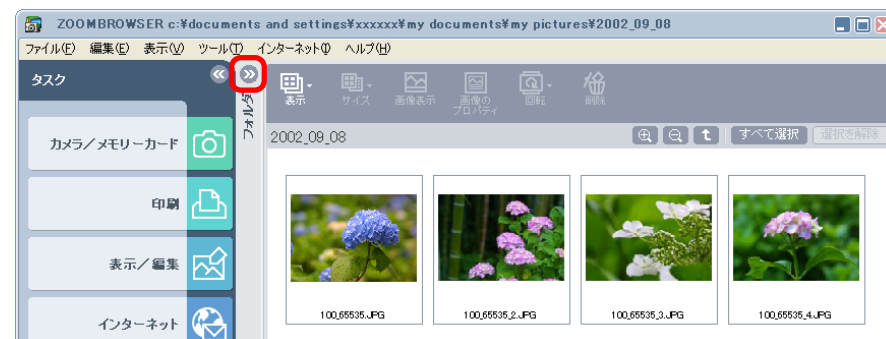 ZOOMBROWSER c:¥documents and settings¥xxxxxx¥my documents¥my pictures¥2002_09_08
ファイル(F) 編集(E) 表示(V) ツール(T) インターネット(I) ヘルプ(H)
タスク
フォルダ
表示 サイズ 画像表示 画像のプロパティ 回転 削除
2002_09_08 すべて選択 選択を解除
カメラ/メモリーカード
印刷
表示/編集
インターネット
100_65535.JPG 100_65535_2.JPG 100_65535_3.JPG 100_65535_4.JPG